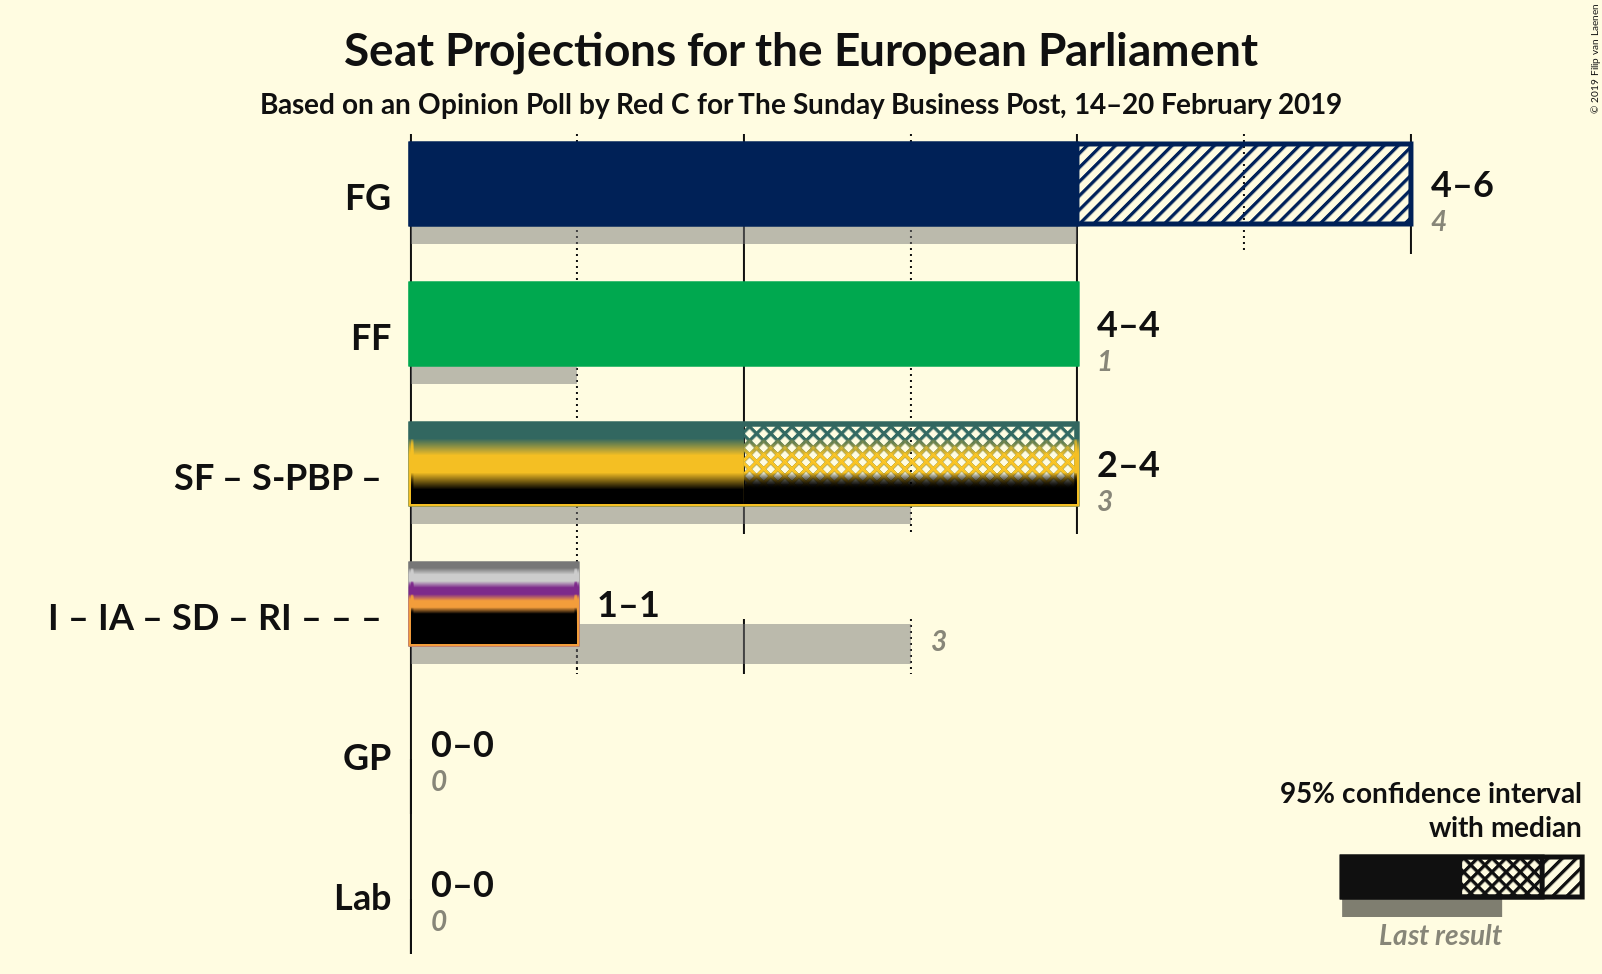 Seat Projections for the European Parliament
Based on an Opinion Poll by Red C for The Sunday Business Post, 14–20 February 2019
© 2019 Filip van Laenen
FG
4–6
4
FF
4–4
1
SF – S-PBP –
2–4
3
I – IA – SD – RI – – –
1–1
3
GP
0–0
0
Lab
0–0
0
95% confidence interval
with median
Last result